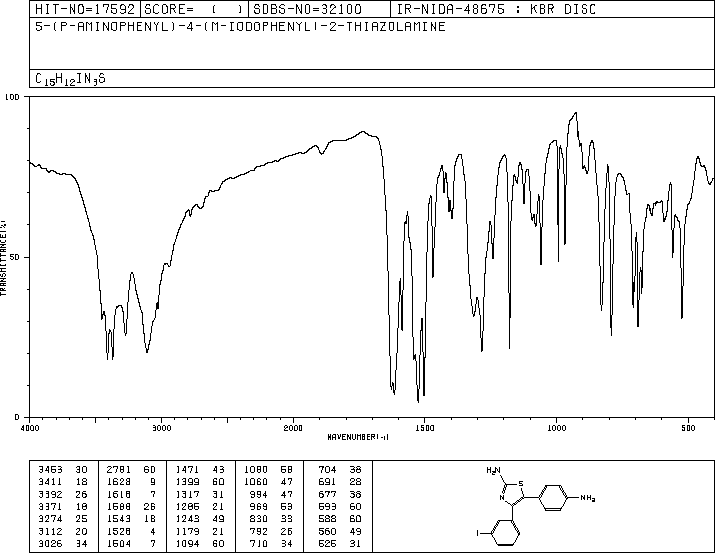 HIT-NO=17592 SCORE= ( ) SDBS-NO=32100 IR-NIDA-48675 : KBR DISC
5-(P-AMINOPHENYL)-4-(M-IODOPHENYL)-2-THIAZOLAMINE
C15H12IN3S
100
50
0
TRANSMITTANCE(%)
4000 3000 2000 1500 1000 500
WAVENUMBER(-1)
3453 30 2781 60 1471 43 1080 58 704 36
3411 18 1628 9 1399 60 1060 47 691 28
3392 26 1618 7 1317 31 994 47 677 38
3371 18 1588 26 1285 21 969 53 593 60
3274 25 1543 18 1243 49 830 33 588 60
3112 20 1528 4 1179 21 792 25 560 49
3026 34 1504 7 1094 60 710 34 525 31
H2N
S
N
NH2
I